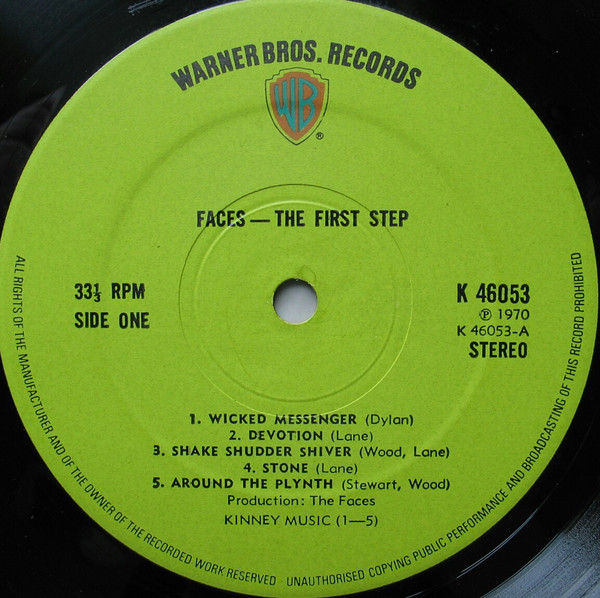 WARNER BROS. RECORDS
WB
®
FACES — THE FIRST STEP
33⅓ RPM
SIDE ONE
K 46053
℗ 1970
K 46053-A
STEREO
1. WICKED MESSENGER (Dylan)
2. DEVOTION (Lane)
3. SHAKE SHUDDER SHIVER (Wood, Lane)
4. STONE (Lane)
5. AROUND THE PLYNTH (Stewart, Wood)
Production: The Faces
KINNEY MUSIC (1—5)
ALL RIGHTS OF THE MANUFACTURER AND OF THE OWNER OF THE RECORDED WORK RESERVED · UNAUTHORISED COPYING PUBLIC PERFORMANCE AND BROADCASTING OF THIS RECORD PROHIBITED